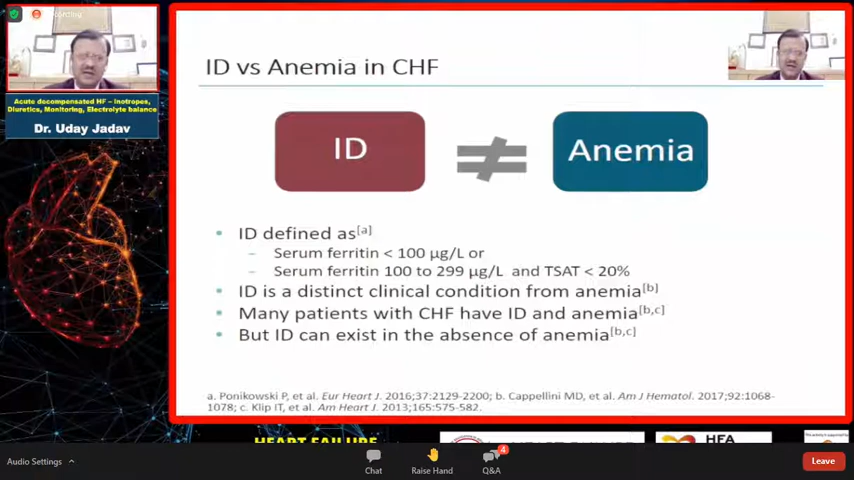 Recording
Acute decompensated HF – inotropes,
Diuretics, Monitoring, Electrolyte balance
Dr. Uday Jadav
ID vs Anemia in CHF
ID ≠ Anemia
• ID defined as[a]
– Serum ferritin < 100 µg/L or
– Serum ferritin 100 to 299 µg/L and TSAT < 20%
• ID is a distinct clinical condition from anemia[b]
• Many patients with CHF have ID and anemia[b,c]
• But ID can exist in the absence of anemia[b,c]
a. Ponikowski P, et al. Eur Heart J. 2016;37:2129-2200; b. Cappellini MD, et al. Am J Hematol. 2017;92:1068-
1078; c. Klip IT, et al. Am Heart J. 2013;165:575-582.
HEART FAILURE
HFA
Audio Settings
Chat
Raise Hand
4
Q&A
Leave